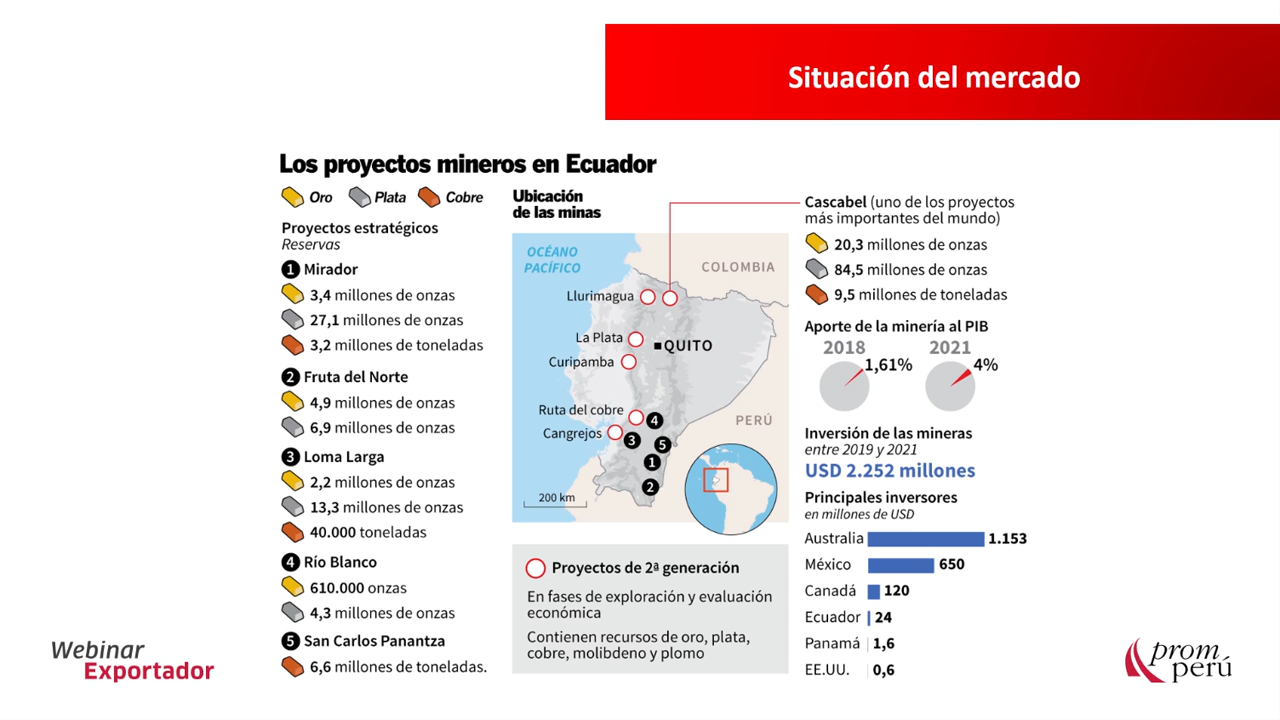 Situación del mercado
Los proyectos mineros en Ecuador
Oro
Plata
Cobre
Proyectos estratégicos
Reservas
1 Mirador
3,4 millones de onzas
27,1 millones de onzas
3,2 millones de toneladas
2 Fruta del Norte
4,9 millones de onzas
6,9 millones de onzas
3 Loma Larga
2,2 millones de onzas
13,3 millones de onzas
40.000 toneladas
4 Río Blanco
610.000 onzas
4,3 millones de onzas
5 San Carlos Panantza
6,6 millones de toneladas.
Ubicación
de las minas
OCÉANO
PACÍFICO
COLOMBIA
Llurimagua
La Plata
QUITO
Curipamba
Ruta del cobre
4
PERÚ
Cangrejos
3
5
1
2
200 km
Proyectos de 2ª generación
En fases de exploración y evaluación
económica
Contienen recursos de oro, plata,
cobre, molibdeno y plomo
Cascabel (uno de los proyectos
más importantes del mundo)
20,3 millones de onzas
84,5 millones de onzas
9,5 millones de toneladas
Aporte de la minería al PIB
2018
2021
1,61%
4%
Inversión de las mineras
entre 2019 y 2021
USD 2.252 millones
Principales inversores
en millones de USD
Australia 1.153
México 650
Canadá 120
Ecuador 24
Panamá 1,6
EE.UU. 0,6
Webinar
Exportador
prom
perú